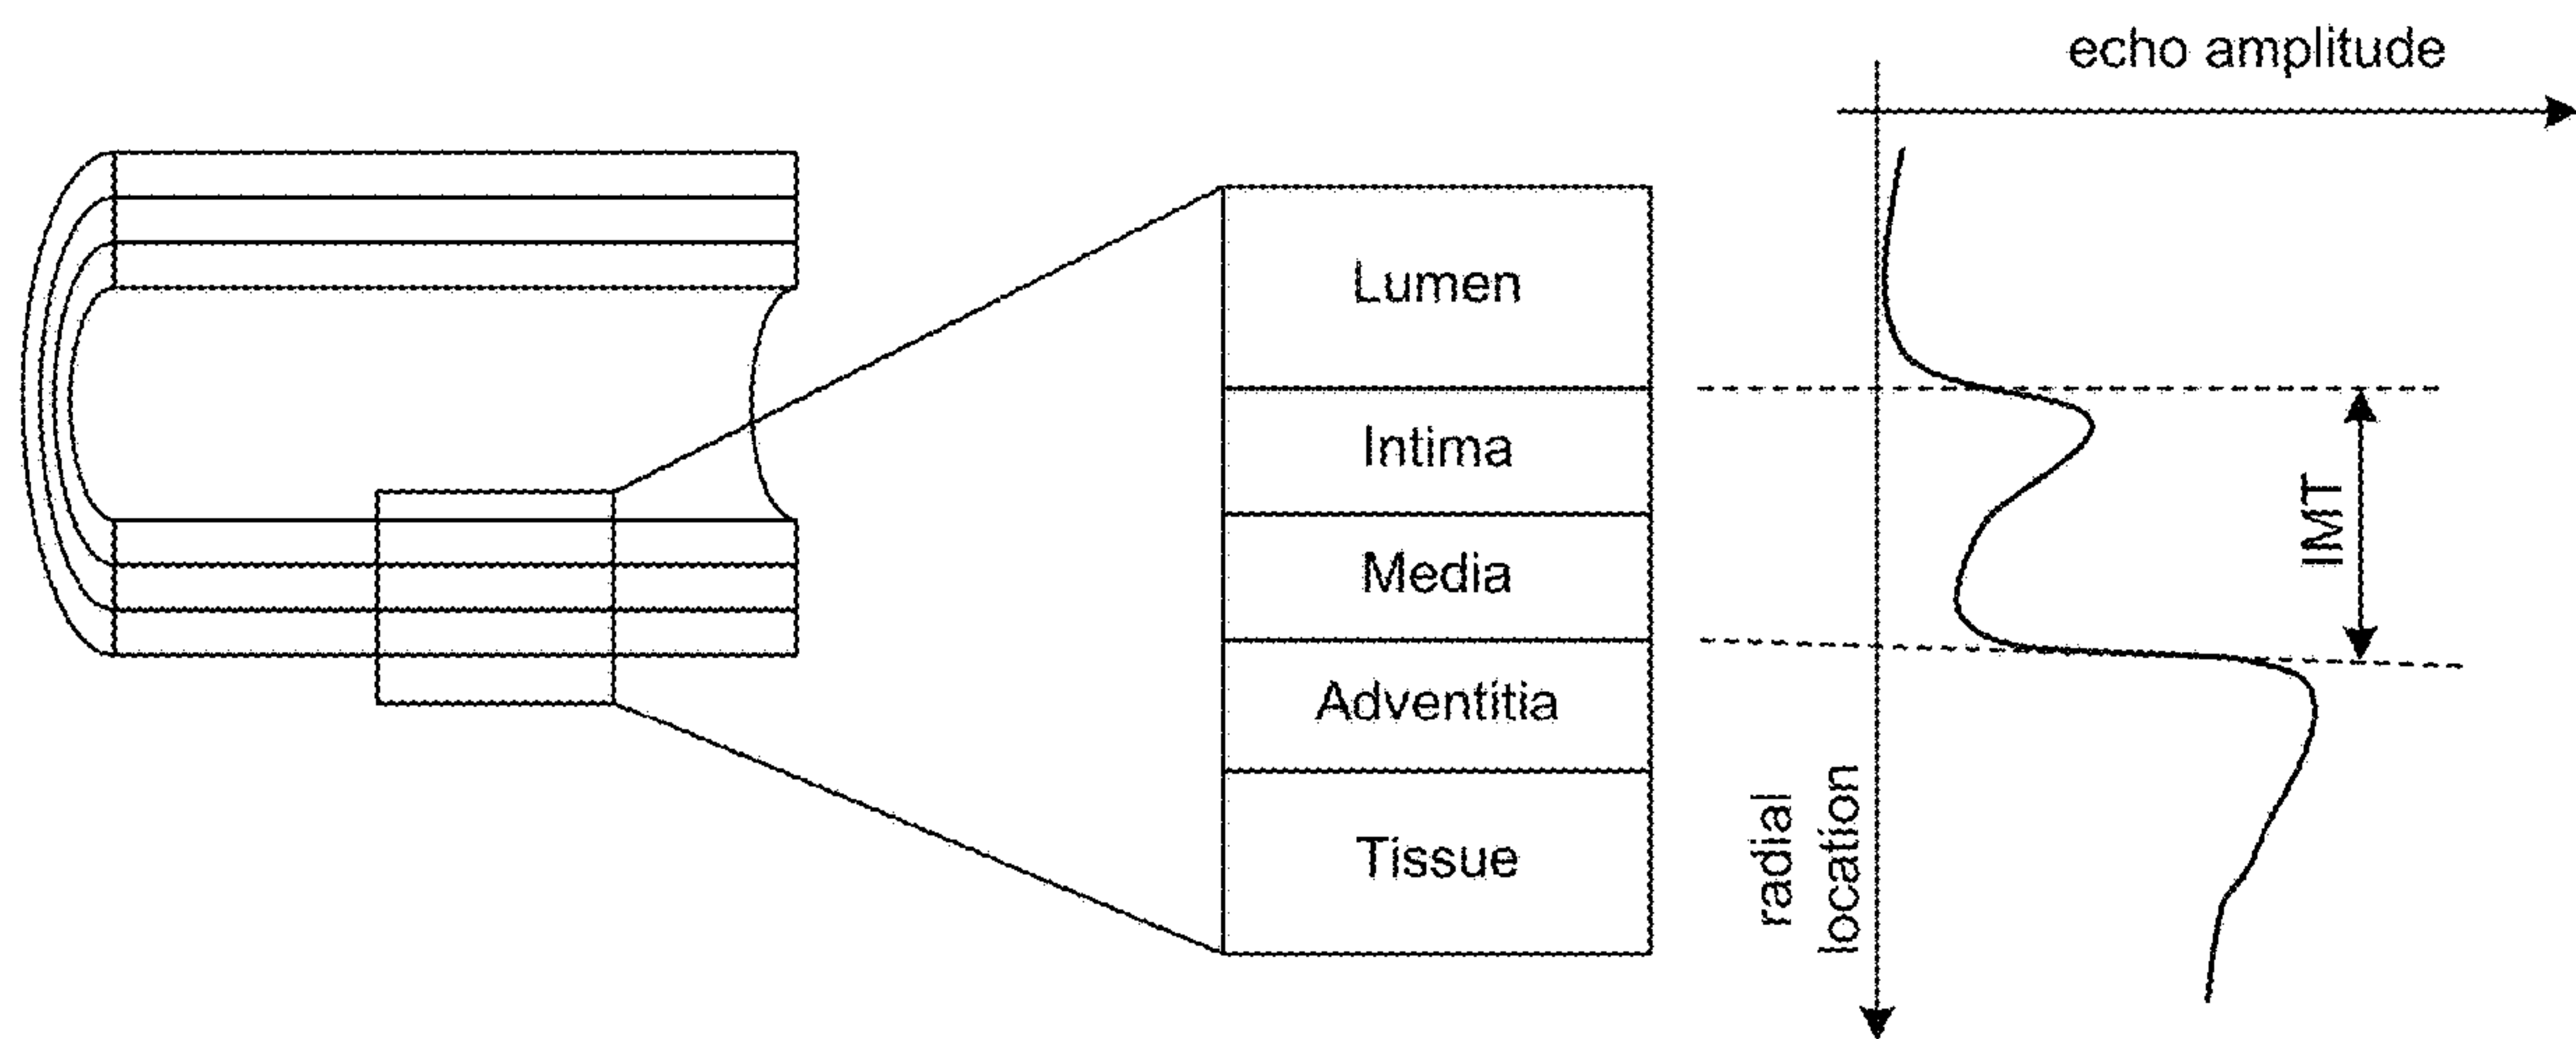 echo amplitude
Lumen
Intima
Media
Adventitia
Tissue
IMT
radial
location